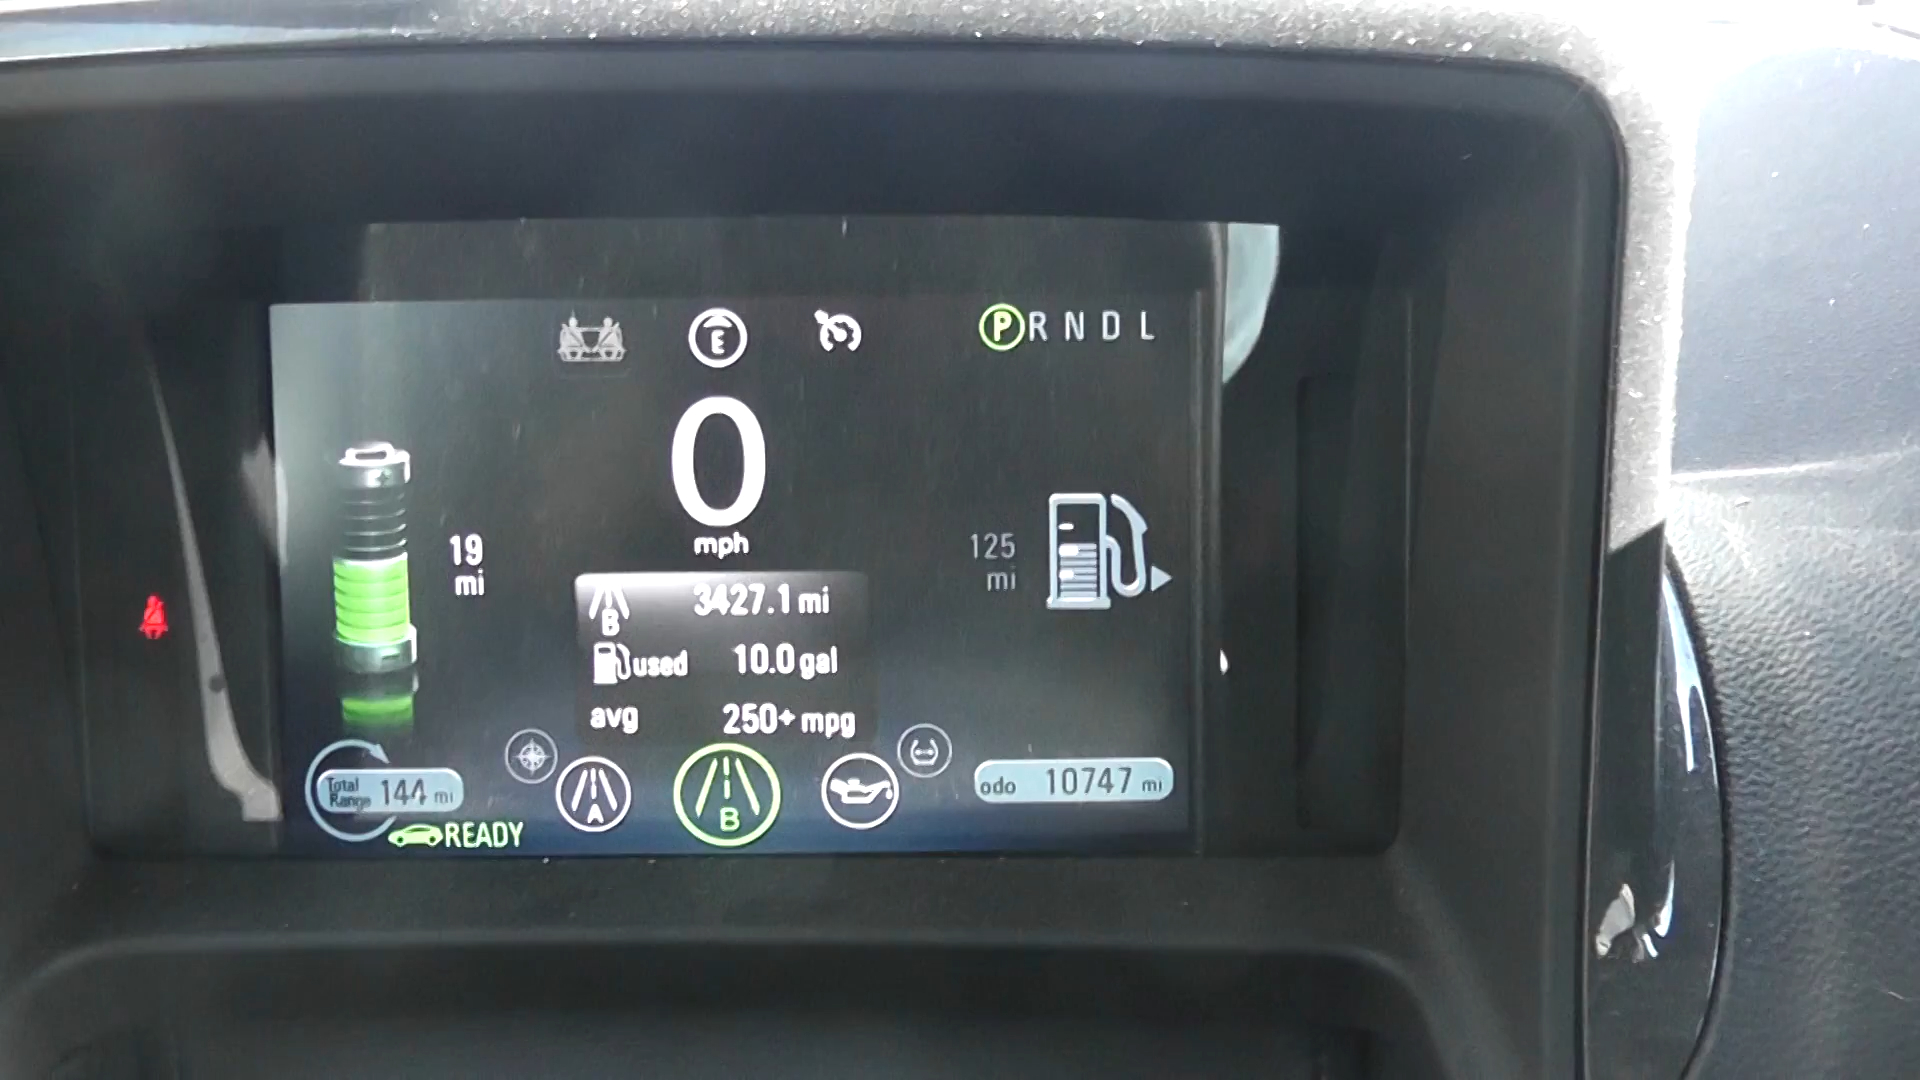 E
P R N D L
0
mph
19
mi
125
mi
B 3427.1 mi
used 10.0 gal
avg 250+ mpg
A
B
Total
Range 144 mi
odo 10747 mi
READY